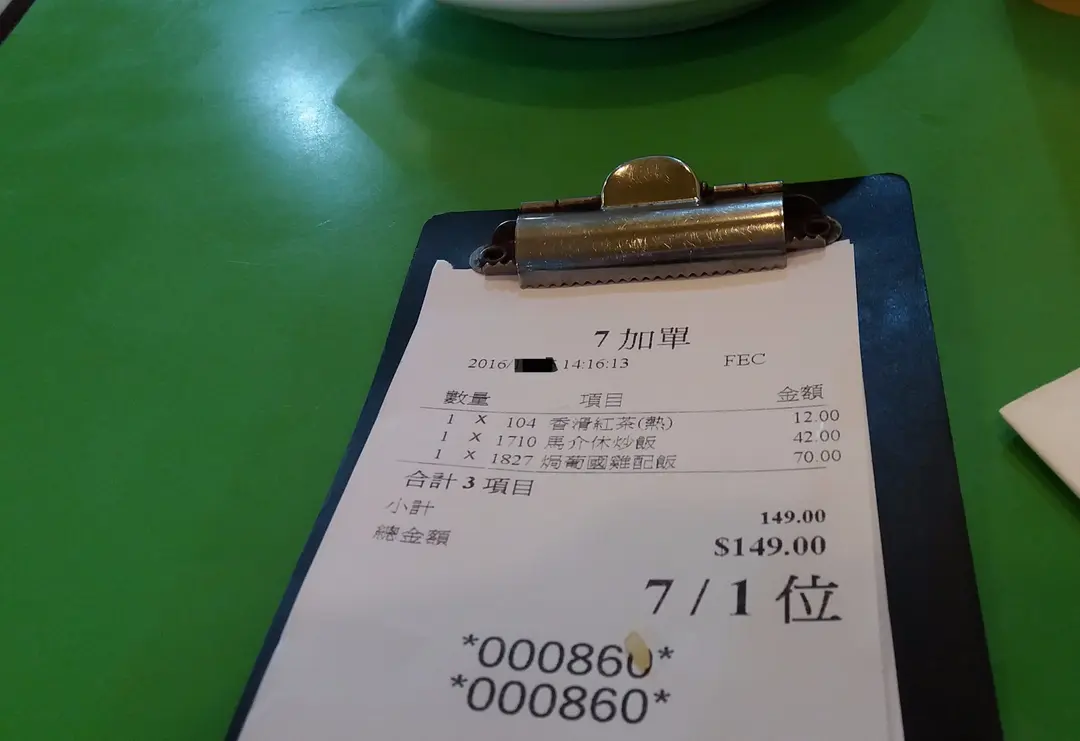 7 加單
2016/ 14:16:13 FEC
數量 項目 金額
1 × 104 香滑紅茶(熱) 12.00
1 × 1710 馬介休炒飯 42.00
1 × 1827 焗葡國雞配飯 70.00
合計 3 項目
小計 149.00
總金額 $149.00
7 / 1 位
*000860*
*000860*